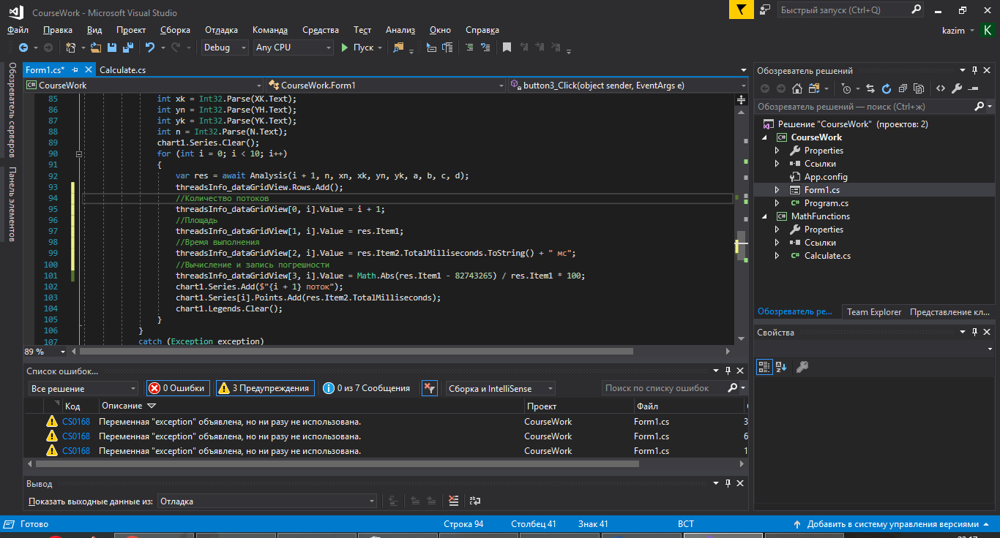 CourseWork - Microsoft Visual Studio
Быстрый запуск (Ctrl+Q)
Файл Правка Вид Проект Сборка Отладка Команда Средства Тест Анализ Окно Справка
kazim K
Debug Any CPU Пуск
Обозреватель серверов
Панель элементов
Form1.cs* Calculate.cs
CourseWork CourseWork.Form1 button3_Click(object sender, EventArgs e)
85 int xk = Int32.Parse(XK.Text);
86 int yn = Int32.Parse(YH.Text);
87 int yk = Int32.Parse(YK.Text);
88 int n = Int32.Parse(N.Text);
89 chart1.Series.Clear();
90 for (int i = 0; i < 10; i++)
91 {
92 var res = await Analysis(i + 1, n, xn, xk, yn, yk, a, b, c, d);
93 threadsInfo_dataGridView.Rows.Add();
94 //Количество потоков
95 threadsInfo_dataGridView[0, i].Value = i + 1;
96 //Площадь
97 threadsInfo_dataGridView[1, i].Value = res.Item1;
98 //Время выполнения
99 threadsInfo_dataGridView[2, i].Value = res.Item2.TotalMilliseconds.ToString() + " мс";
100 //Вычисление и запись погрешности
101 threadsInfo_dataGridView[3, i].Value = Math.Abs(res.Item1 - 82743265) / res.Item1 * 100;
102 chart1.Series.Add($"{i + 1} поток");
103 chart1.Series[i].Points.Add(res.Item2.TotalMilliseconds);
104 chart1.Legends.Clear();
105 }
106 }
107 catch (Exception exception)
89 %
Список ошибок...
Все решение 0 Ошибки 3 Предупреждения 0 из 7 Сообщения Сборка и IntelliSense Поиск по списку ошибок
Код Описание Проект Файл
CS0168 Переменная "exception" объявлена, но ни разу не использована. CourseWork Form1.cs 3
CS0168 Переменная "exception" объявлена, но ни разу не использована. CourseWork Form1.cs 6
CS0168 Переменная "exception" объявлена, но ни разу не использована. CourseWork Form1.cs 1
Вывод
Показать выходные данные из: Отладка
Обозреватель решений
Обозреватель решений — поиск (Ctrl+ж)
Решение "CourseWork" (проектов: 2)
CourseWork
Properties
Ссылки
App.config
Form1.cs
Program.cs
MathFunctions
Properties
Ссылки
Calculate.cs
Обозреватель ре... Team Explorer Представление кл...
Свойства
Готово Строка 94 Столбец 41 Знак 41 ВСТ Добавить в систему управления версиями